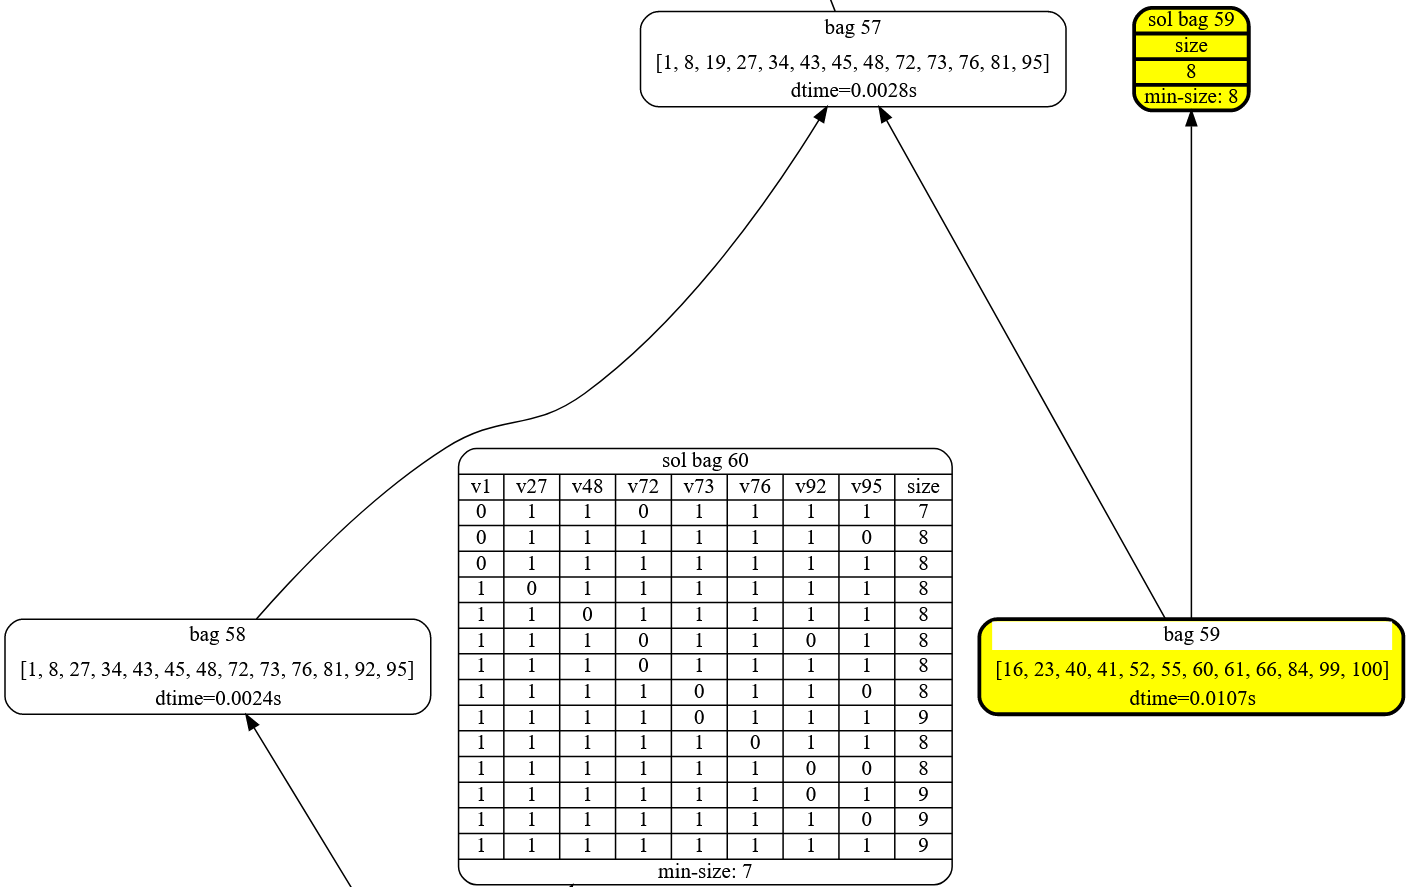 bag 57
[1, 8, 19, 27, 34, 43, 45, 48, 72, 73, 76, 81, 95]
dtime=0.0028s
sol bag 59
size
8
min-size: 8
sol bag 60
v1 v27 v48 v72 v73 v76 v92 v95 size
0 1 1 0 1 1 1 1 7
0 1 1 1 1 1 1 0 8
0 1 1 1 1 1 1 1 8
1 0 1 1 1 1 1 1 8
1 1 0 1 1 1 1 1 8
1 1 1 0 1 1 0 1 8
1 1 1 0 1 1 1 1 8
1 1 1 1 0 1 1 0 8
1 1 1 1 0 1 1 1 9
1 1 1 1 1 0 1 1 8
1 1 1 1 1 1 0 0 8
1 1 1 1 1 1 0 1 9
1 1 1 1 1 1 1 0 9
1 1 1 1 1 1 1 1 9
min-size: 7
bag 58
[1, 8, 27, 34, 43, 45, 48, 72, 73, 76, 81, 92, 95]
dtime=0.0024s
bag 59
[16, 23, 40, 41, 52, 55, 60, 61, 66, 84, 99, 100]
dtime=0.0107s